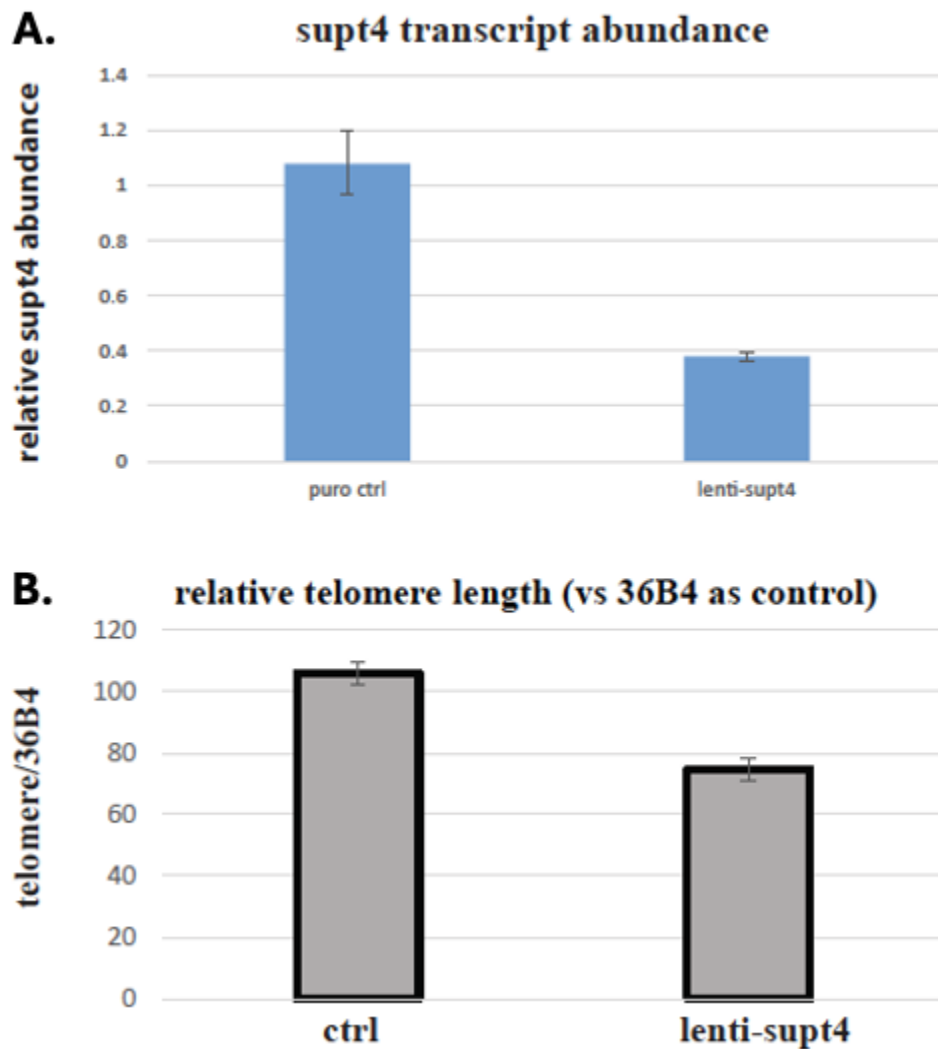 A.
supt4 transcript abundance
relative supt4 abundance
1.4
1.2
1
0.8
0.6
0.4
0.2
0
puro ctrl
lenti-supt4
B.
relative telomere length (vs 36B4 as control)
telomere/36B4
120
100
80
60
40
20
0
ctrl
lenti-supt4